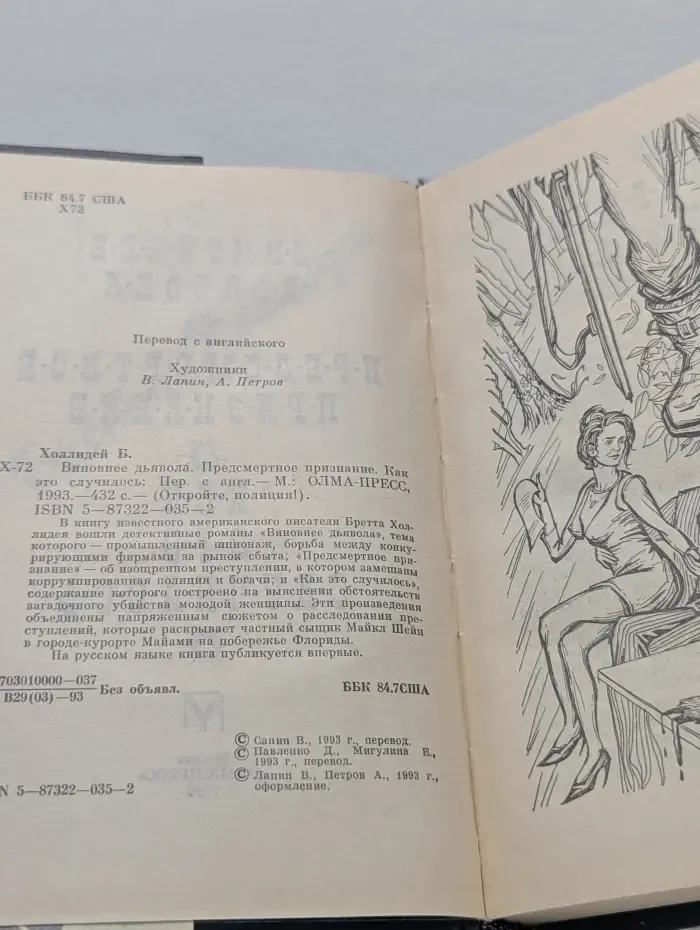 ББК 84.7 США
Х72
Перевод с английского
Художники
В. Лапин, А. Петров
Холлидей Б.
Х-72 Виновнее дьявола. Предсмертное признание. Как
это случилось: Пер. с англ.— М.: ОЛМА-ПРЕСС,
1993.—432 с.— (Откройте, полиция!).
ISBN 5—87322—035—2
В книгу известного американского писателя Бретта Хол-
лидея вошли детективные романы «Виновнее дьявола», тема
которого — промышленный шпионаж, борьба между конку-
рирующими фирмами за рынок сбыта; «Предсмертное при-
знание» — об изощренном преступлении, в котором замешаны
коррумпированная полиция и богачи; и «Как это случилось»,
содержание которого построено на выяснении обстоятельств
загадочного убийства молодой женщины. Эти произведения
объединены напряженным сюжетом о расследовании пре-
ступлений, которые раскрывает частный сыщик Майкл Шейн
в городе-курорте Майами на побережье Флориды.
На русском языке книга публикуется впервые.
703010000—037
В29(03)—93
Без объявл.
ББК 84.7США
© Санин В., 1993 г., перевод.
© Павленко Д., Мигулина Е.,
1993 г., перевод.
© Лапин В., Петров А., 1993 г.,
оформление.
N 5—87322—035—2